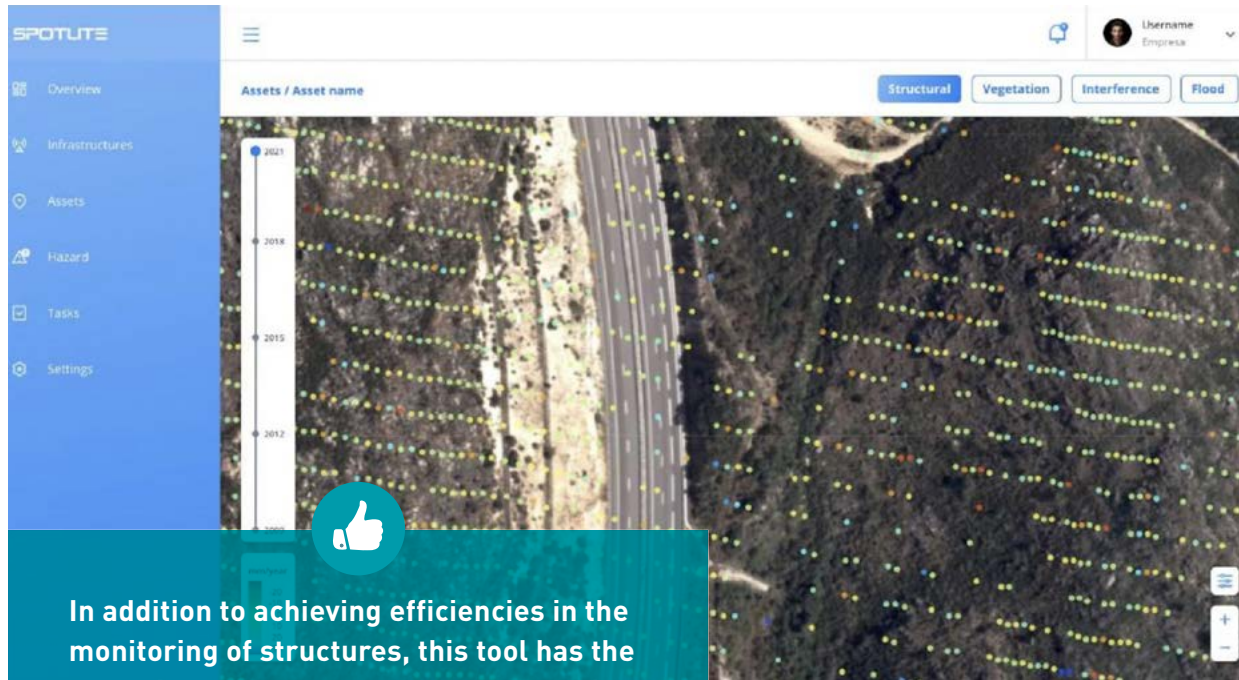 SPOTLITE
Username
Empresa
Overview
Assets / Asset name
Structural
Vegetation
Interference
Flood
Infrastructures
2021
Assets
2018
Hazard
Tasks
2015
Settings
2012
In addition to achieving efficiencies in the
monitoring of structures, this tool has the
+
−